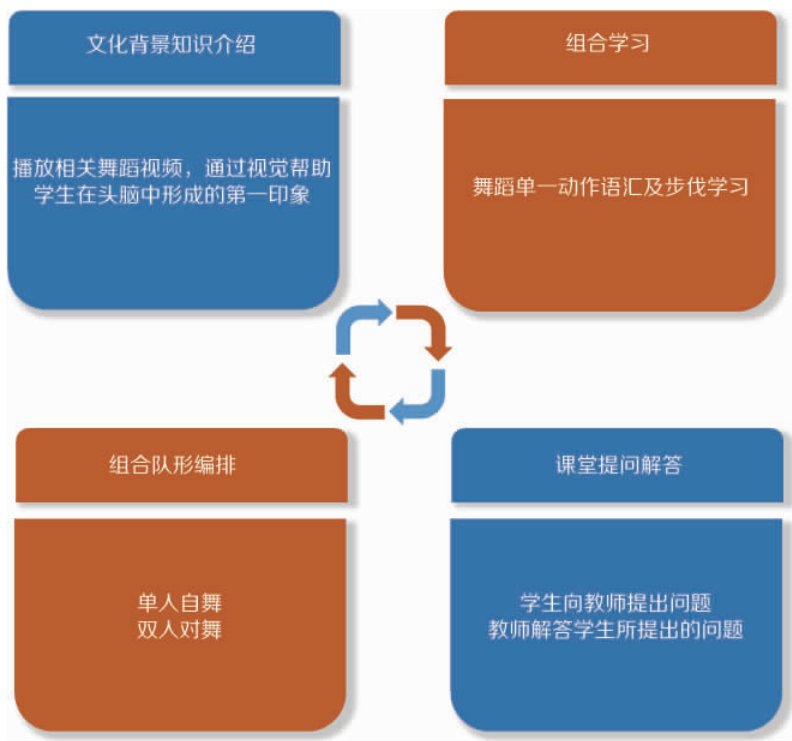 文化背景知识介绍
播放相关舞蹈视频，通过视觉帮助
学生在头脑中形成的第一印象
组合学习
舞蹈单一动作语汇及步伐学习
组合队形编排
单人自舞
双人对舞
课堂提问解答
学生向教师提出问题
教师解答学生所提出的问题